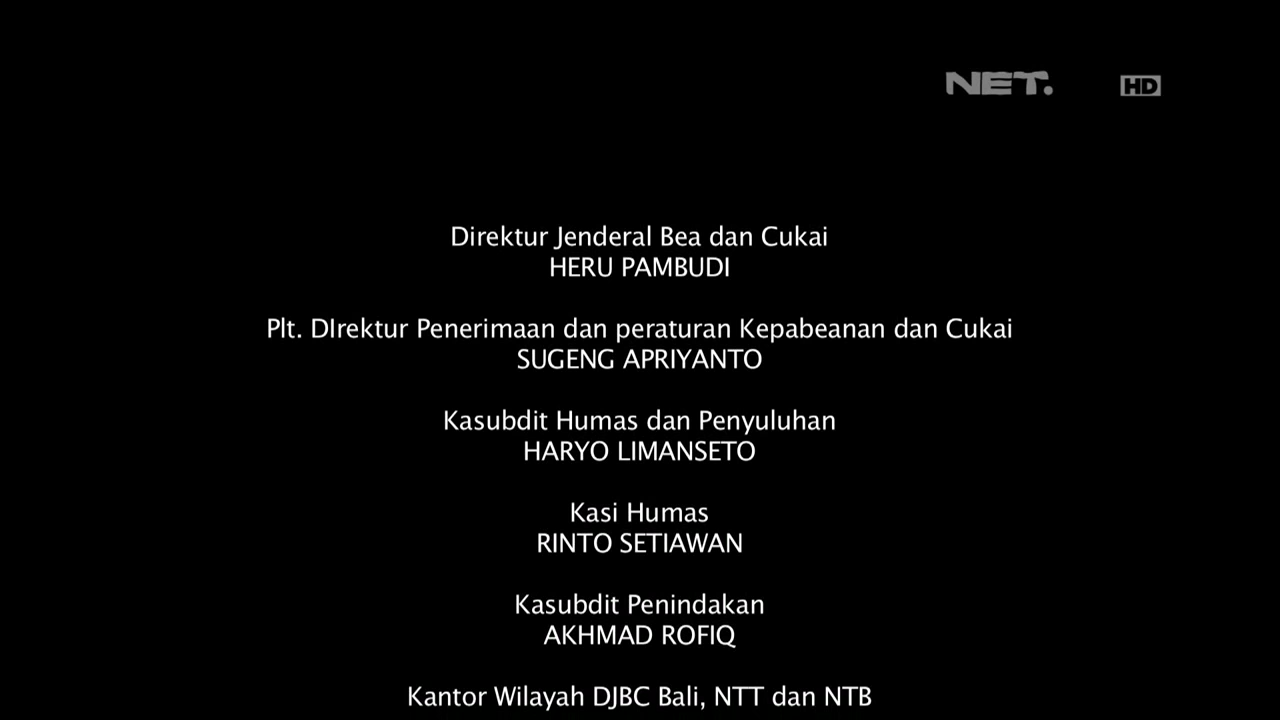 NET.
HD
Direktur Jenderal Bea dan Cukai
HERU PAMBUDI
Plt. DIrektur Penerimaan dan peraturan Kepabeanan dan Cukai
SUGENG APRIYANTO
Kasubdit Humas dan Penyuluhan
HARYO LIMANSETO
Kasi Humas
RINTO SETIAWAN
Kasubdit Penindakan
AKHMAD ROFIQ
Kantor Wilayah DJBC Bali, NTT dan NTB